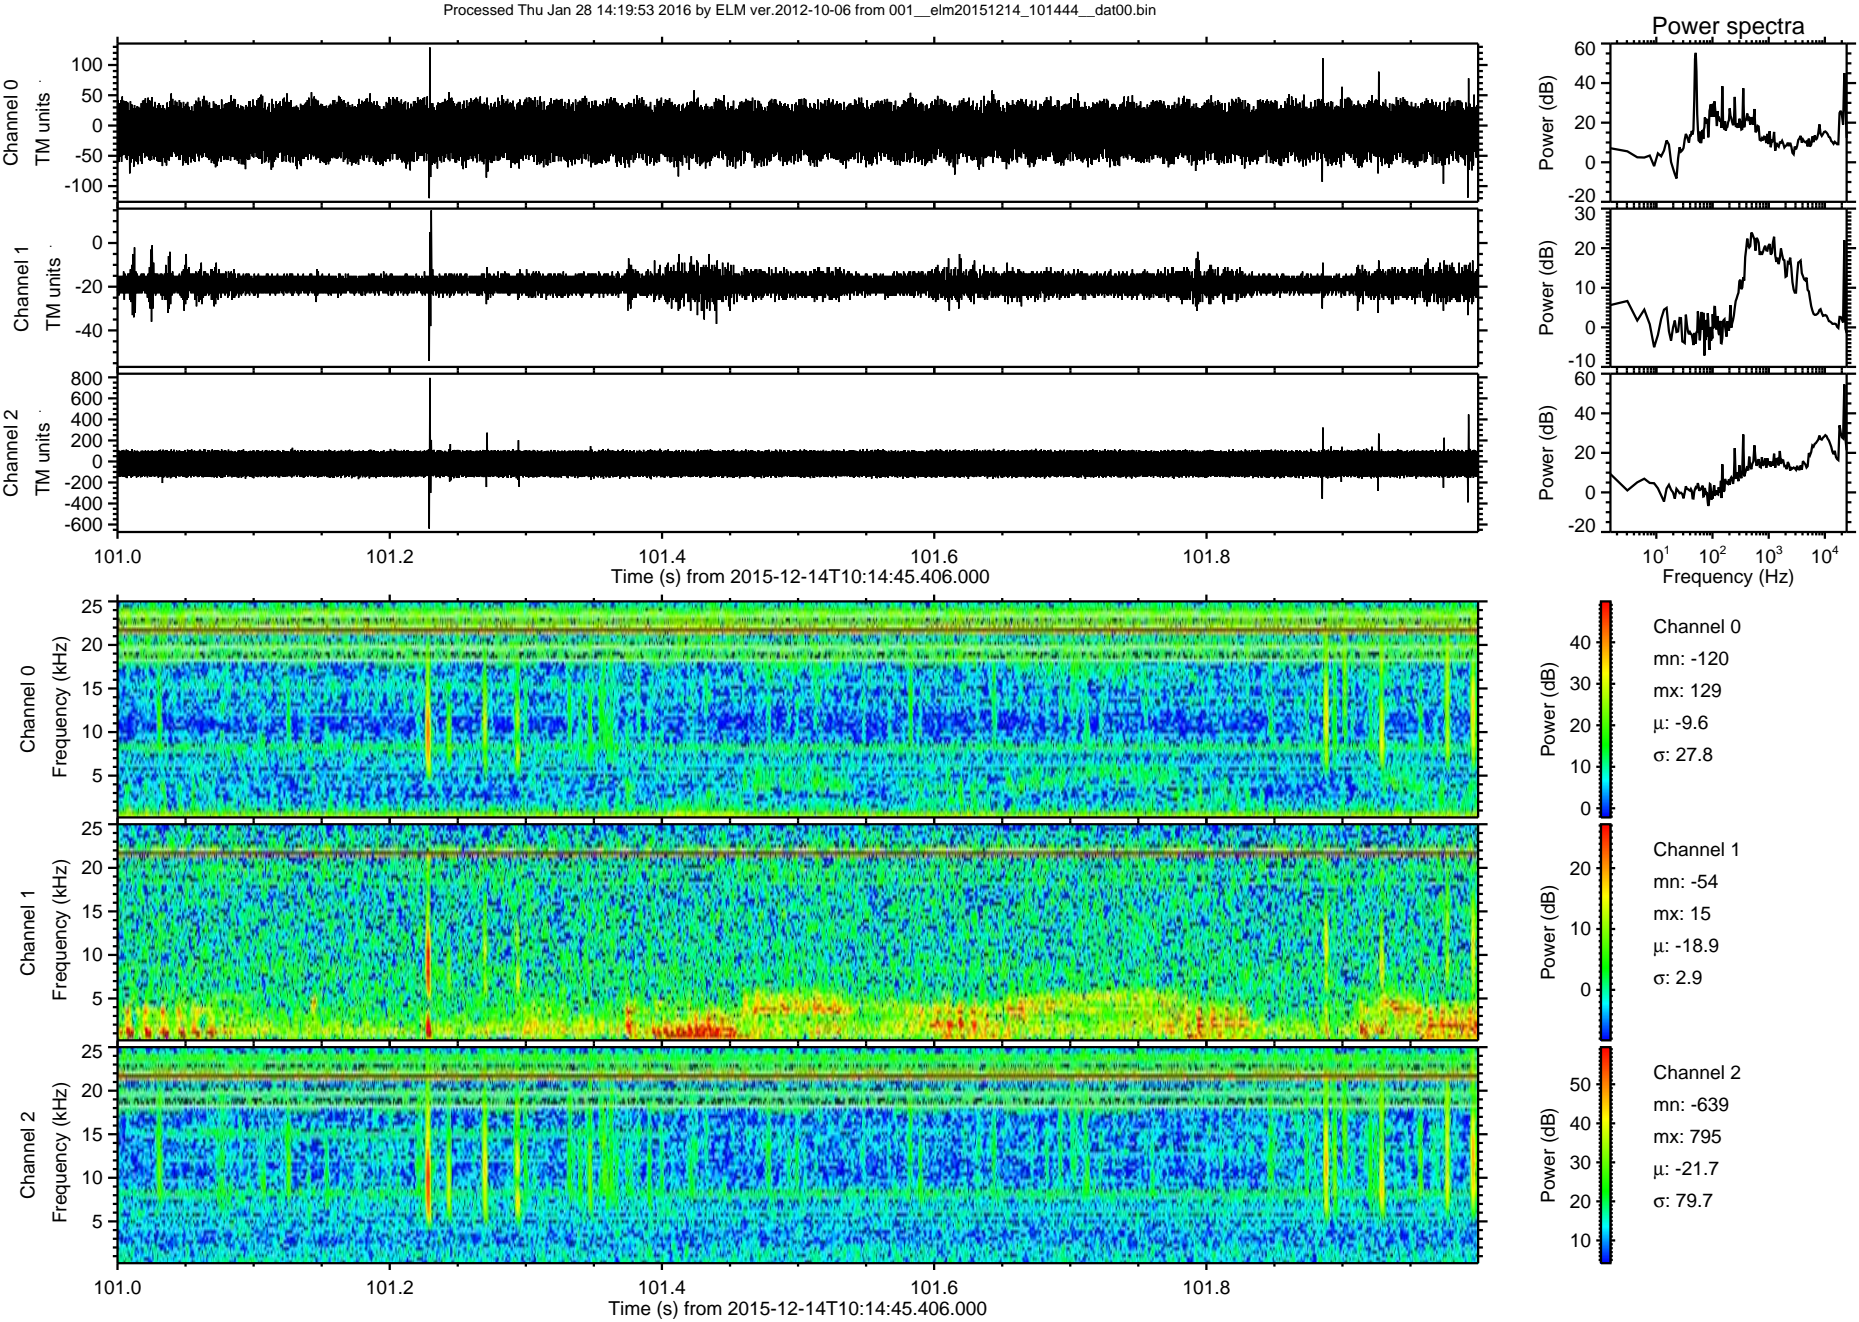 Processed Thu Jan 28 14:19:53 2016 by ELM ver.2012-10-06 from 001__elm20151214_101444__dat00.bin
Power spectra
Channel 0
TM units
100
50
0
-50
-100
Power (dB)
60
40
20
0
-20
Channel 1
TM units
0
-20
-40
Power (dB)
30
20
10
0
-10
Channel 2
TM units
800
600
400
200
0
-200
-400
-600
Power (dB)
60
40
20
0
-20
101.0 101.2 101.4 101.6 101.8
Time (s) from 2015-12-14T10:14:45.406.000
10¹ 10² 10³ 10⁴
Frequency (Hz)
Channel 0
Frequency (kHz)
25
20
15
10
5
Power (dB)
40
30
20
10
0
Channel 0
mn: -120
mx: 129
μ: -9.6
σ: 27.8
Channel 1
Frequency (kHz)
25
20
15
10
5
Power (dB)
20
10
0
Channel 1
mn: -54
mx: 15
μ: -18.9
σ: 2.9
Channel 2
Frequency (kHz)
25
20
15
10
5
Power (dB)
50
40
30
20
10
Channel 2
mn: -639
mx: 795
μ: -21.7
σ: 79.7
101.0 101.2 101.4 101.6 101.8
Time (s) from 2015-12-14T10:14:45.406.000